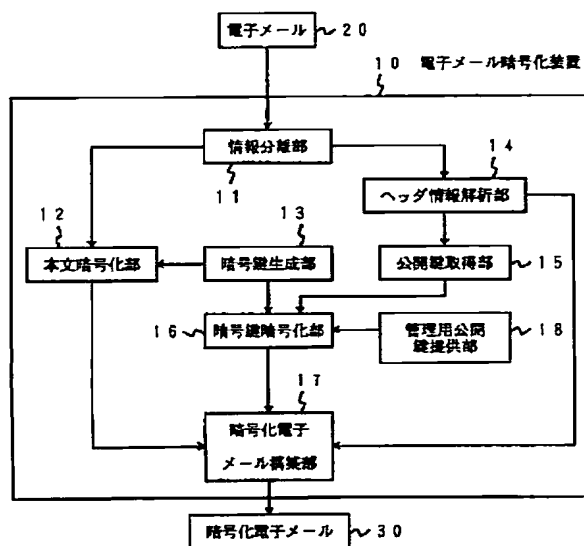 電子メール 20
10 電子メール暗号化装置
情報分離部
11
14
ヘッダ情報解析部
12
13
本文暗号化部
暗号鍵生成部
公開鍵取得部 15
16 暗号鍵暗号化部
管理用公開
鍵提供部
18
17
暗号化電子
メール構築部
暗号化電子メール 30